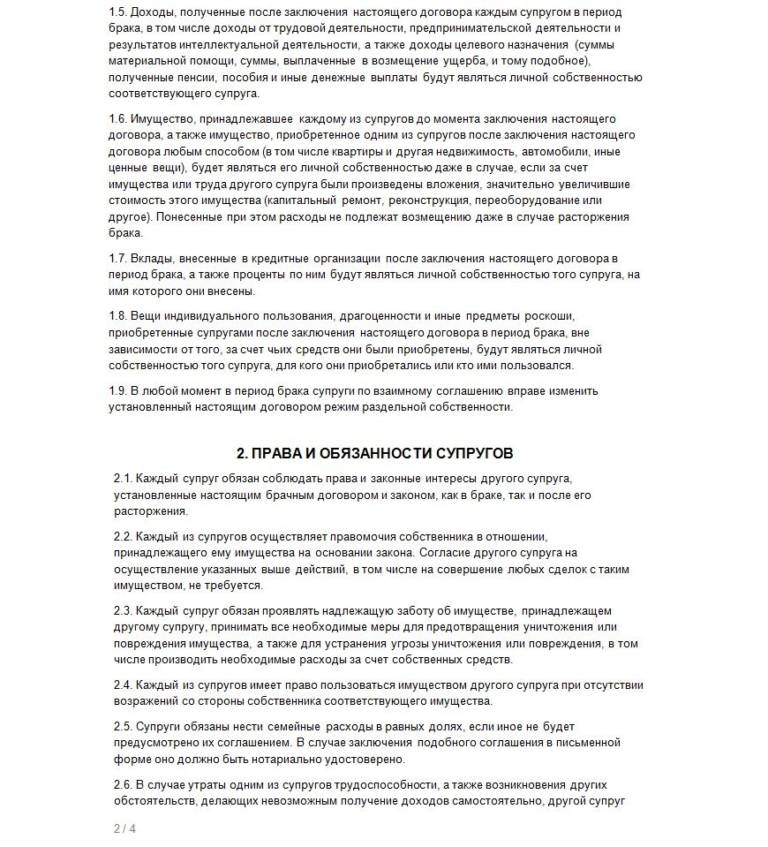 1.5. Доходы, полученные после заключения настоящего договора каждым супругом в период
брака, в том числе доходы от трудовой деятельности, предпринимательской деятельности и
результатов интеллектуальной деятельности, а также доходы целевого назначения (суммы
материальной помощи, суммы, выплаченные в возмещение ущерба, и тому подобное),
полученные пенсии, пособия и иные денежные выплаты будут являться личной собственностью
соответствующего супруга.
1.6. Имущество, принадлежавшее каждому из супругов до момента заключения настоящего
договора, а также имущество, приобретенное одним из супругов после заключения настоящего
договора любым способом (в том числе квартиры и другая недвижимость, автомобили, иные
ценные вещи), будет являться его личной собственностью даже в случае, если за счет
имущества или труда другого супруга были произведены вложения, значительно увеличившие
стоимость этого имущества (капитальный ремонт, реконструкция, переоборудование или
другое). Понесенные при этом расходы не подлежат возмещению даже в случае расторжения
брака.
1.7. Вклады, внесенные в кредитные организации после заключения настоящего договора в
период брака, а также проценты по ним будут являться личной собственностью того супруга, на
имя которого они внесены.
1.8. Вещи индивидуального пользования, драгоценности и иные предметы роскоши,
приобретенные супругами после заключения настоящего договора в период брака, вне
зависимости от того, за счет чьих средств они были приобретены, будут являться личной
собственностью того супруга, для кого они приобретались или кто ими пользовался.
1.9. В любой момент в период брака супруги по взаимному соглашению вправе изменить
установленный настоящим договором режим раздельной собственности.
2. ПРАВА И ОБЯЗАННОСТИ СУПРУГОВ
2.1. Каждый супруг обязан соблюдать права и законные интересы другого супруга,
установленные настоящим брачным договором и законом, как в браке, так и после его
расторжения.
2.2. Каждый из супругов осуществляет правомочия собственника в отношении,
принадлежащего ему имущества на основании закона. Согласие другого супруга на
осуществление указанных выше действий, в том числе на совершение любых сделок с таким
имуществом, не требуется.
2.3. Каждый супруг обязан проявлять надлежащую заботу об имуществе, принадлежащем
другому супругу, принимать все необходимые меры для предотвращения уничтожения или
повреждения имущества, а также для устранения угрозы уничтожения или повреждения, в том
числе производить необходимые расходы за счет собственных средств.
2.4. Каждый из супругов имеет право пользоваться имуществом другого супруга при отсутствии
возражений со стороны собственника соответствующего имущества.
2.5. Супруги обязаны нести семейные расходы в равных долях, если иное не будет
предусмотрено их соглашением. В случае заключения подобного соглашения в письменной
форме оно должно быть нотариально удостоверено.
2.6. В случае утраты одним из супругов трудоспособности, а также возникновения других
обстоятельств, делающих невозможным получение доходов самостоятельно, другой супруг
2 / 4